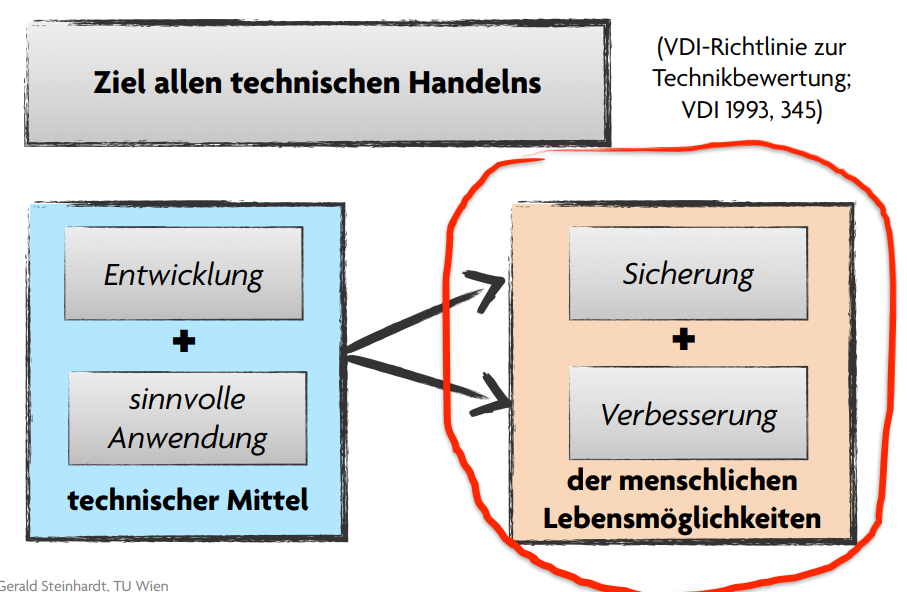 Ziel allen technischen Handelns
(VDI-Richtlinie zur
Technikbewertung;
VDI 1993, 345)
Entwicklung
+
sinnvolle
Anwendung
technischer Mittel
Sicherung
+
Verbesserung
der menschlichen
Lebensmöglichkeiten
Gerald Steinhardt, TU Wien